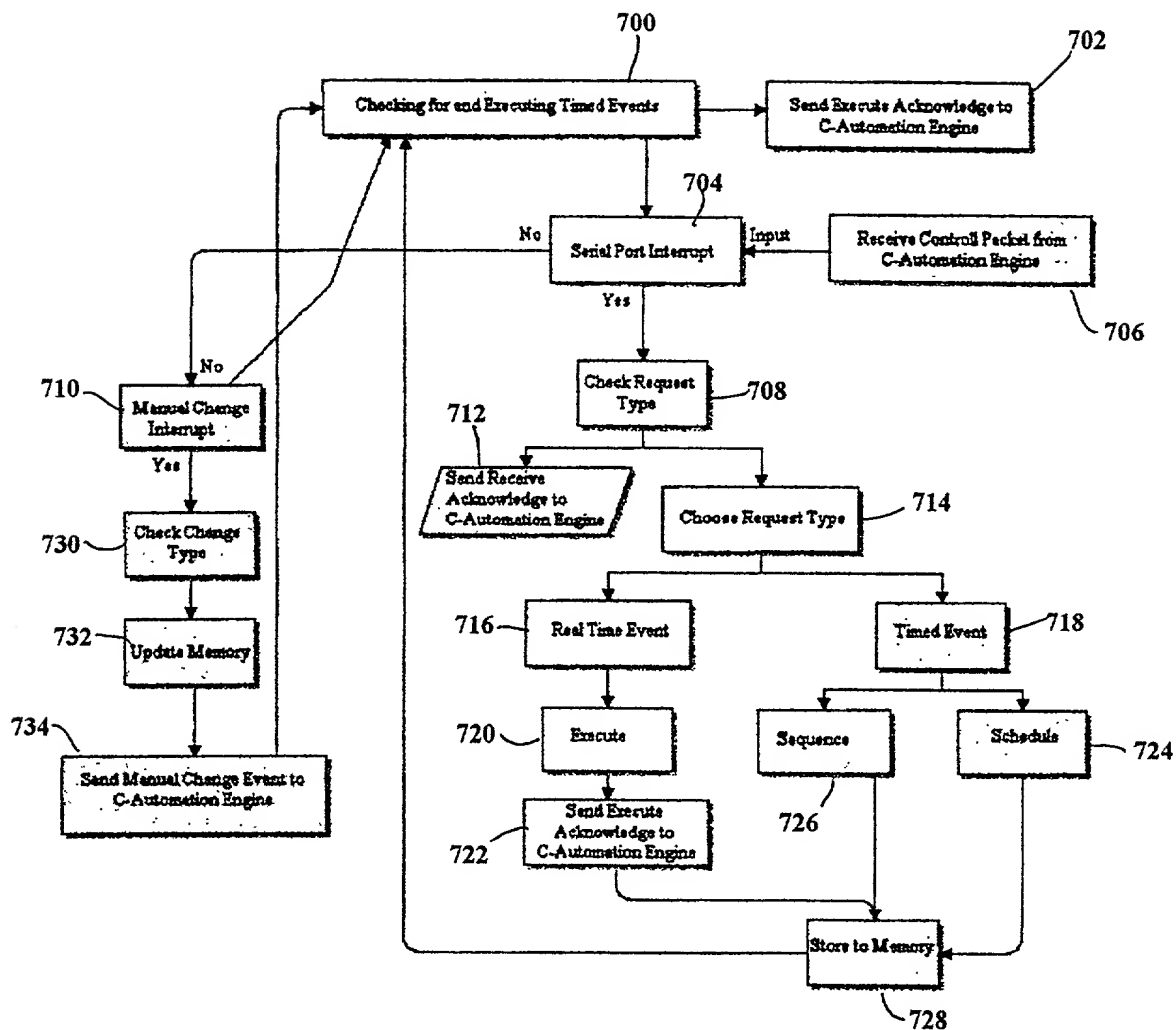 700
702
Checking for and Executing Timed Events
Send Execute Acknowledge to
C-Automation Engine
704
No
Serial Port Interrupt
Input
Receive Controll Packet from
C-Automation Engine
Yes
706
No
710
Manual Change
Interrupt
Check Request
Type
708
712
Yes
Send Receive
Acknowledge to
C-Automation Engine
Choose Request Type
714
730
Check Change
Type
716
Real Time Event
Timed Event
718
732
Update Memory
734
720
Execute
Sequence
Schedule
724
Send Manual Change Event to
C-Automation Engine
726
722
Send Execute
Acknowledge to
C-Automation Engine
Store to Memory
728